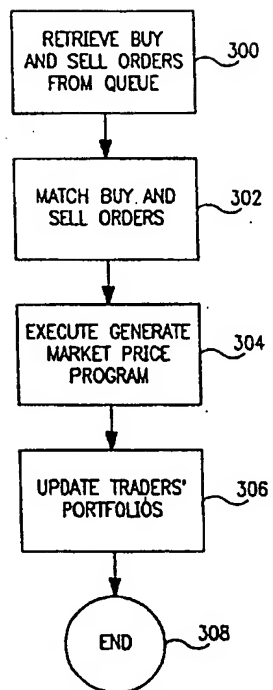 RETRIEVE BUY
AND SELL ORDERS
FROM QUEUE
300
MATCH BUY AND
SELL ORDERS
302
EXECUTE GENERATE
MARKET PRICE
PROGRAM
304
UPDATE TRADERS'
PORTFOLIOS
306
END
308